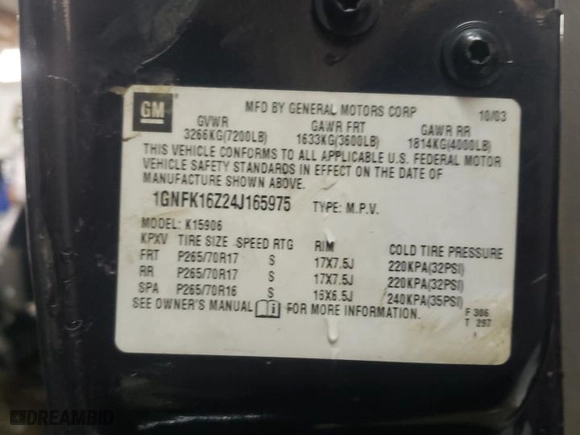 GM
MFD BY GENERAL MOTORS CORP 10/03
GVWR GAWR FRT GAWR RR
3266KG(7200LB) 1633KG(3600LB) 1814KG(4000LB)
THIS VEHICLE CONFORMS TO ALL APPLICABLE U.S. FEDERAL MOTOR
VEHICLE SAFETY STANDARDS IN EFFECT ON THE DATE OF
MANUFACTURE SHOWN ABOVE.
1GNFK16Z24J165975 TYPE: M.P.V.
MODEL: K15906
KPXV TIRE SIZE SPEED RTG RIM COLD TIRE PRESSURE
FRT P265/70R17 S 17X7.5J 220KPA(32PSI)
RR P265/70R17 S 17X7.5J 220KPA(32PSI)
SPA P265/70R16 S 16X6.5J 240KPA(35PSI)
SEE OWNER'S MANUAL FOR MORE INFORMATION.
F 306
T 297
DREAMBID